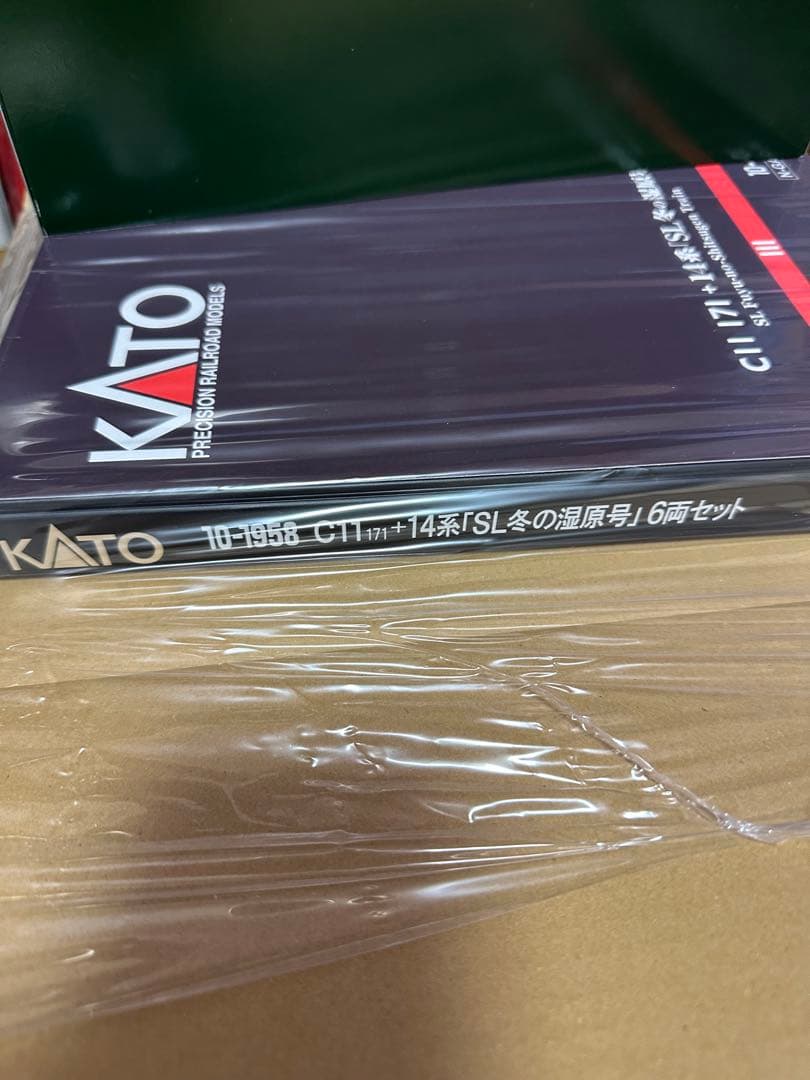 KATO
PRECISION RAILROAD MODELS
C11 171+14系「SL冬の湿原
SL Fuyu-no-Shitsugen Train
KATO 10-1958 C11 171+14系「SL冬の湿原号」6両セット